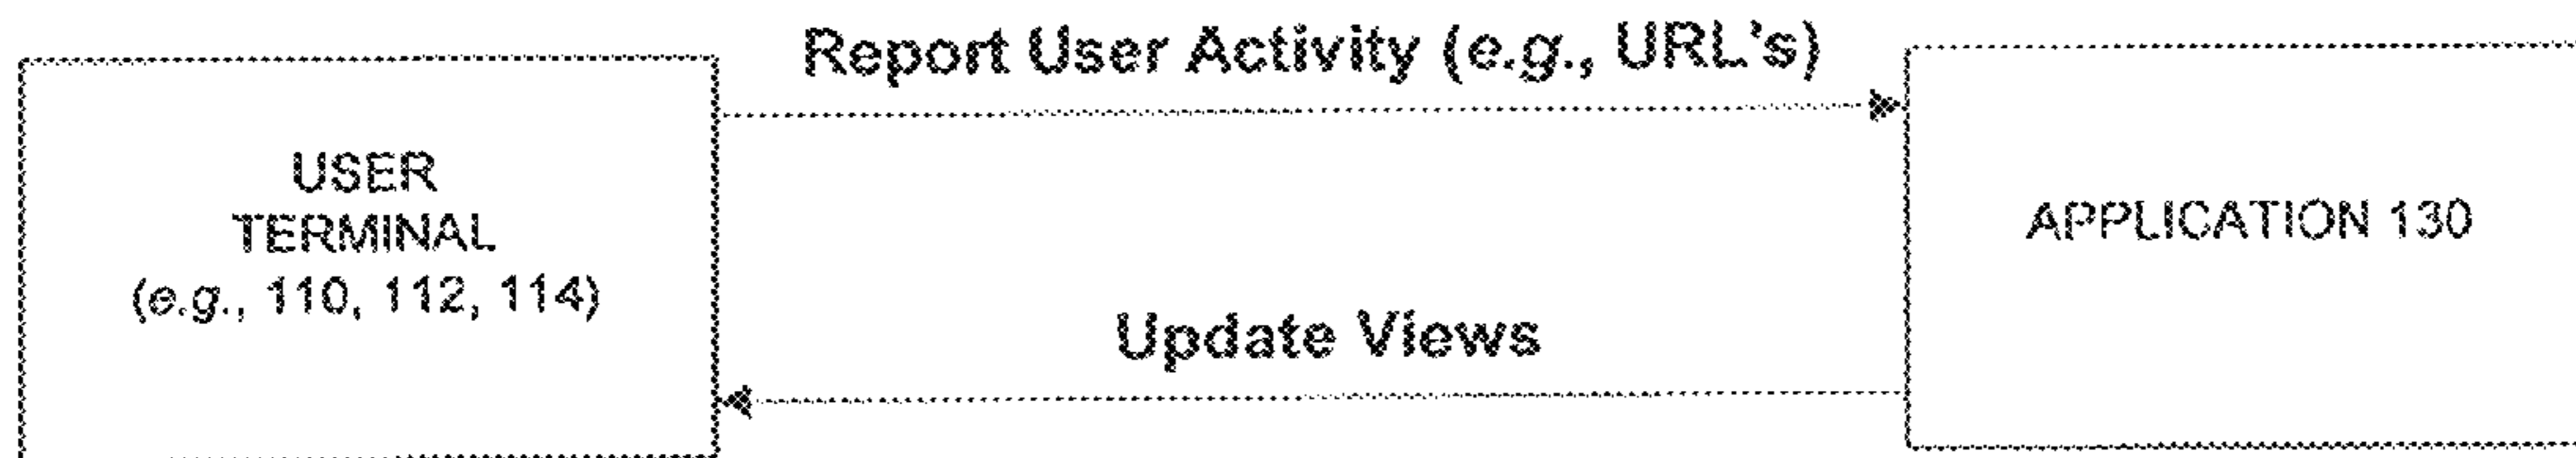 Report User Activity (e.g., URL's)
USER
TERMINAL
(e.g., 110, 112, 114)
APPLICATION 130
Update Views